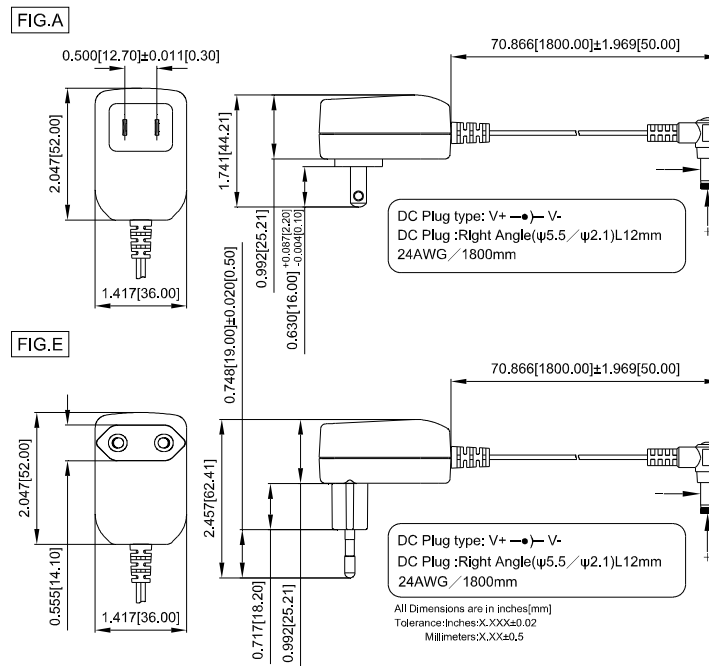 FIG.A
0.500[12.70]±0.011[0.30]
70.866[1800.00]±1.969[50.00]
2.047[52.00]
1.741[44.21]
0.992[25.21]
0.630[16.00] +0.087[2.20]
-0.004[0.10]
1.417[36.00]
DC Plug type: V+ —●)— V-
DC Plug :Right Angle(ψ5.5／ψ2.1)L12mm
24AWG／1800mm
FIG.E
0.748[19.00]±0.020[0.50]
70.866[1800.00]±1.969[50.00]
2.047[52.00]
0.555[14.10]
1.417[36.00]
2.457[62.41]
0.717[18.20]
0.992[25.21]
DC Plug type: V+ —●)— V-
DC Plug :Right Angle(ψ5.5／ψ2.1)L12mm
24AWG／1800mm
All Dimensions are in inches[mm]
Tolerance:Inches:X.XXX±0.02
Millimeters:X.XX±0.5